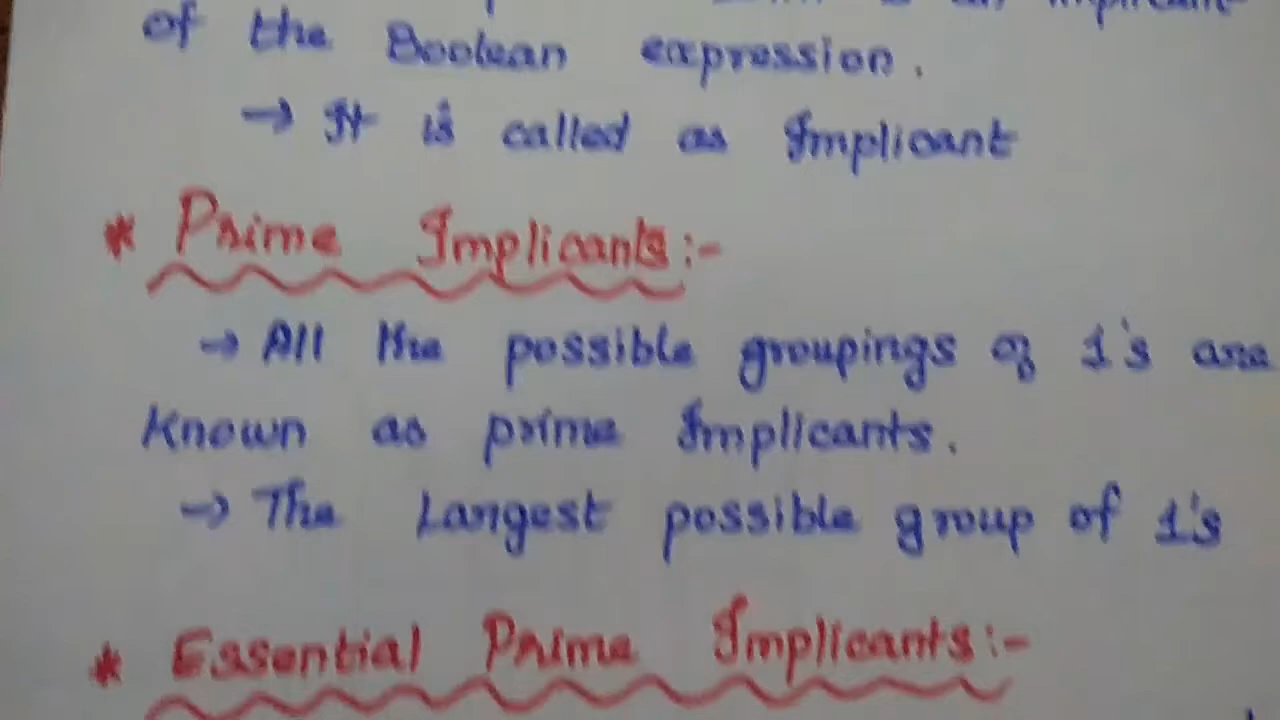 of the Boolean expression.
→ It is called as Implicant
* Prime Implicants:-
→ All the possible groupings of 1's are
known as prime Implicants.
→ The Largest possible group of 1's
* Essential Prime Implicants:-